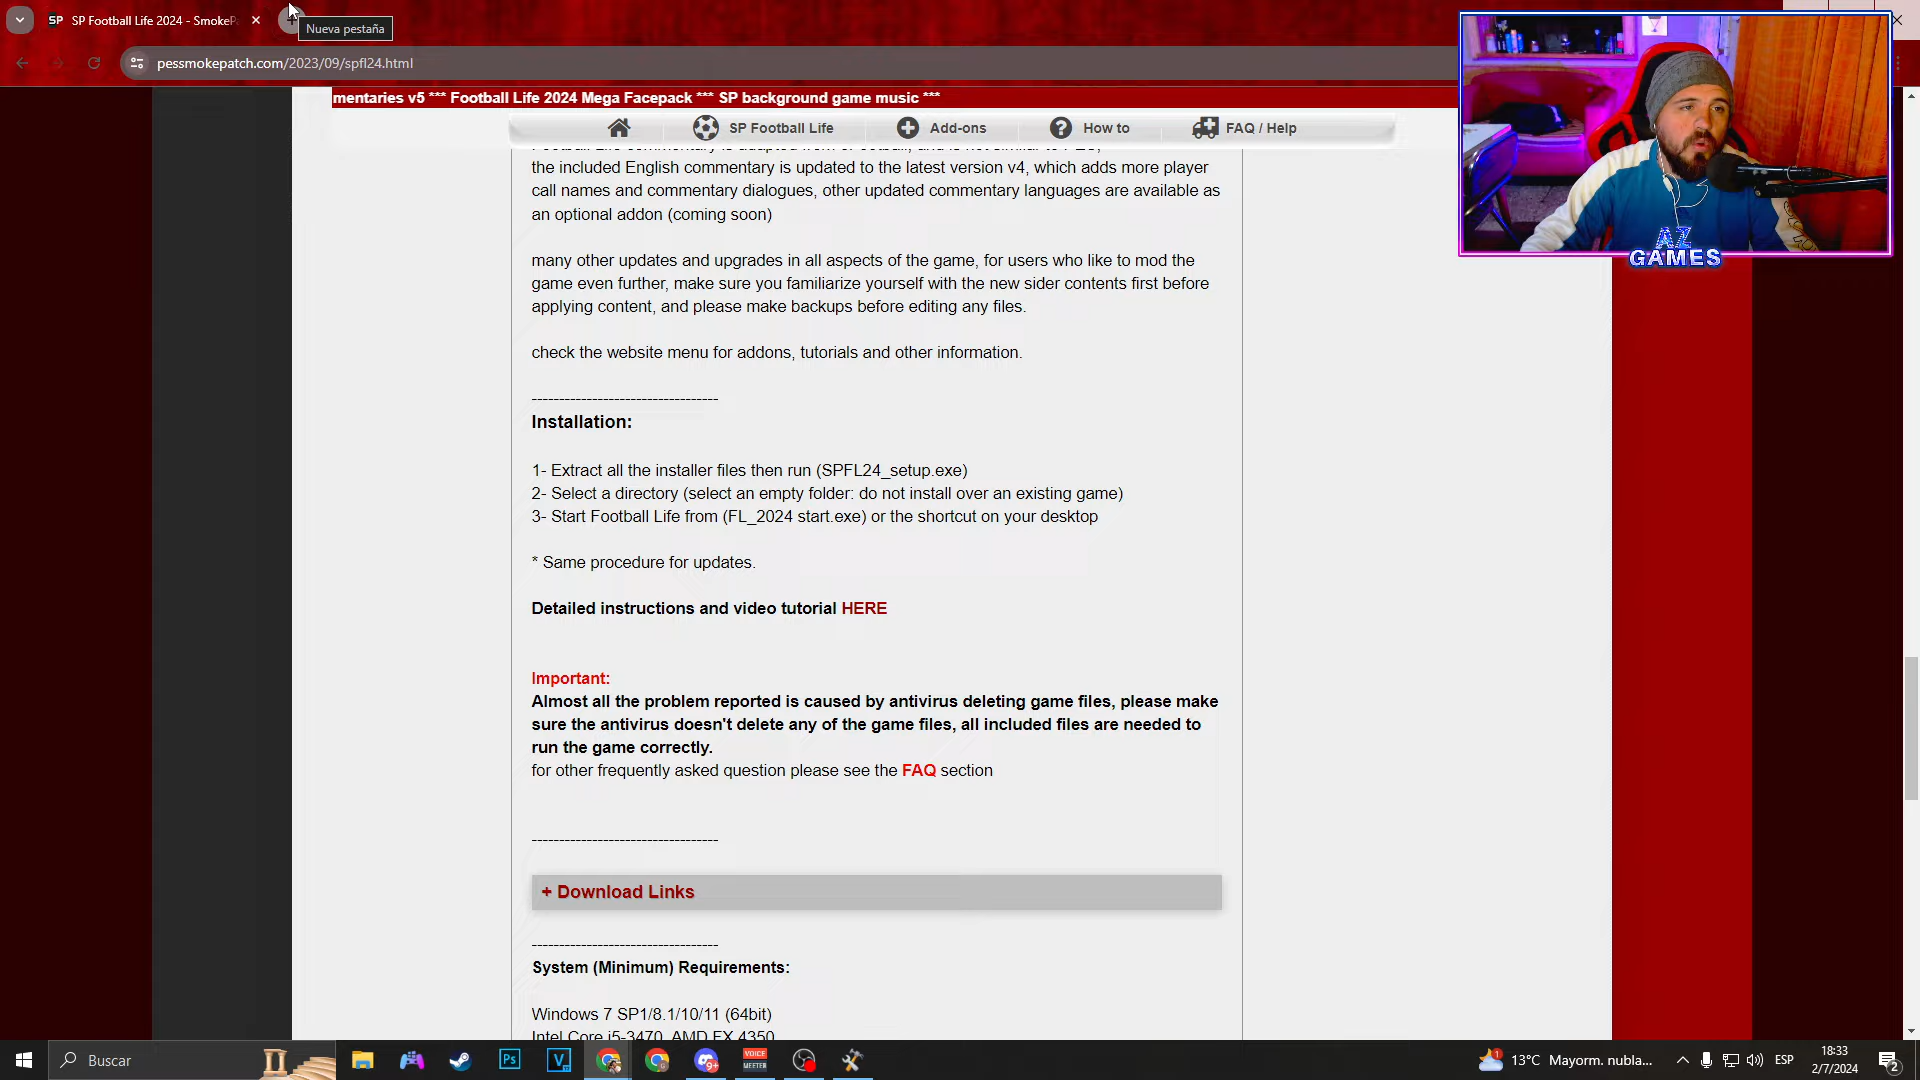 SP Football Life 2024 - SmokeP
Nueva pestaña
pessmokepatch.com/2023/09/spfl24.html
mentaries v5 *** Football Life 2024 Mega Facepack *** SP background game music ***
SP Football Life
Add-ons
How to
FAQ / Help
the included English commentary is updated to the latest version v4, which adds more player
call names and commentary dialogues, other updated commentary languages are available as
an optional addon (coming soon)
many other updates and upgrades in all aspects of the game, for users who like to mod the
game even further, make sure you familiarize yourself with the new sider contents first before
applying content, and please make backups before editing any files.
check the website menu for addons, tutorials and other information.
----------------------------------
Installation:
1- Extract all the installer files then run (SPFL24_setup.exe)
2- Select a directory (select an empty folder: do not install over an existing game)
3- Start Football Life from (FL_2024 start.exe) or the shortcut on your desktop
* Same procedure for updates.
Detailed instructions and video tutorial HERE
Important:
Almost all the problem reported is caused by antivirus deleting game files, please make
sure the antivirus doesn't delete any of the game files, all included files are needed to
run the game correctly.
for other frequently asked question please see the FAQ section
----------------------------------
+ Download Links
----------------------------------
System (Minimum) Requirements:
Windows 7 SP1/8.1/10/11 (64bit)
Intel Core i5-3470, AMD FX 4350
AZ
GAMES
Buscar
Ps
V
VOICE
MEETER
13°C Mayorm. nubla...
ESP
18:33
2/7/2024
2